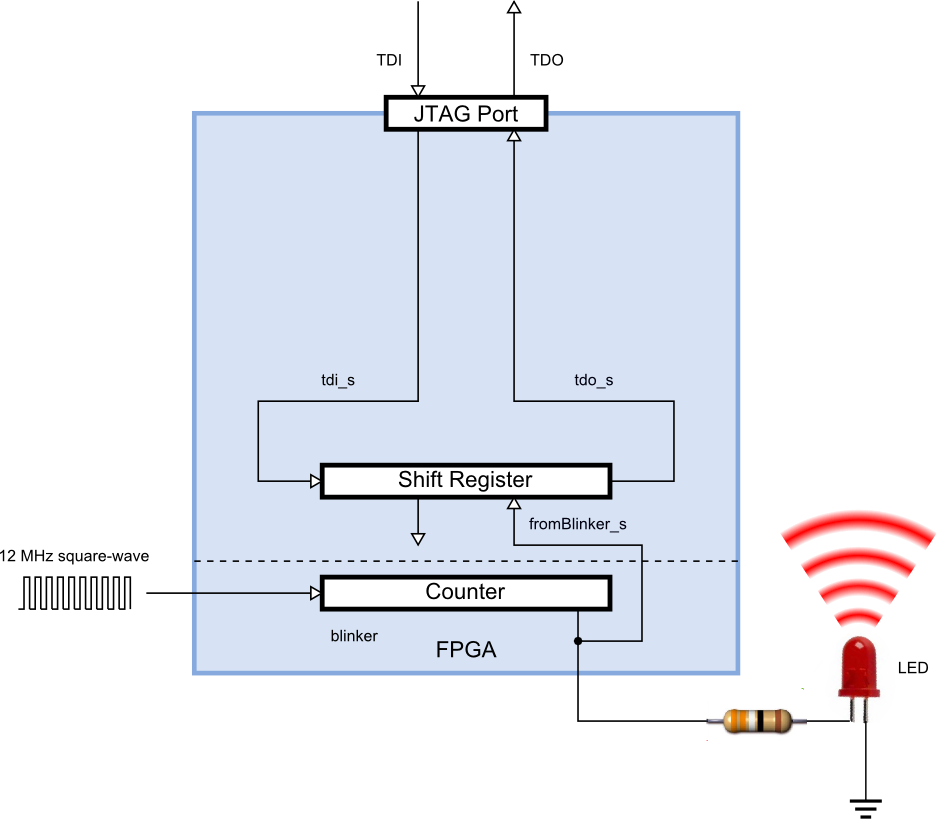 TDI
TDO
JTAG Port
tdi_s
tdo_s
Shift Register
fromBlinker_s
12 MHz square-wave
Counter
blinker
FPGA
LED